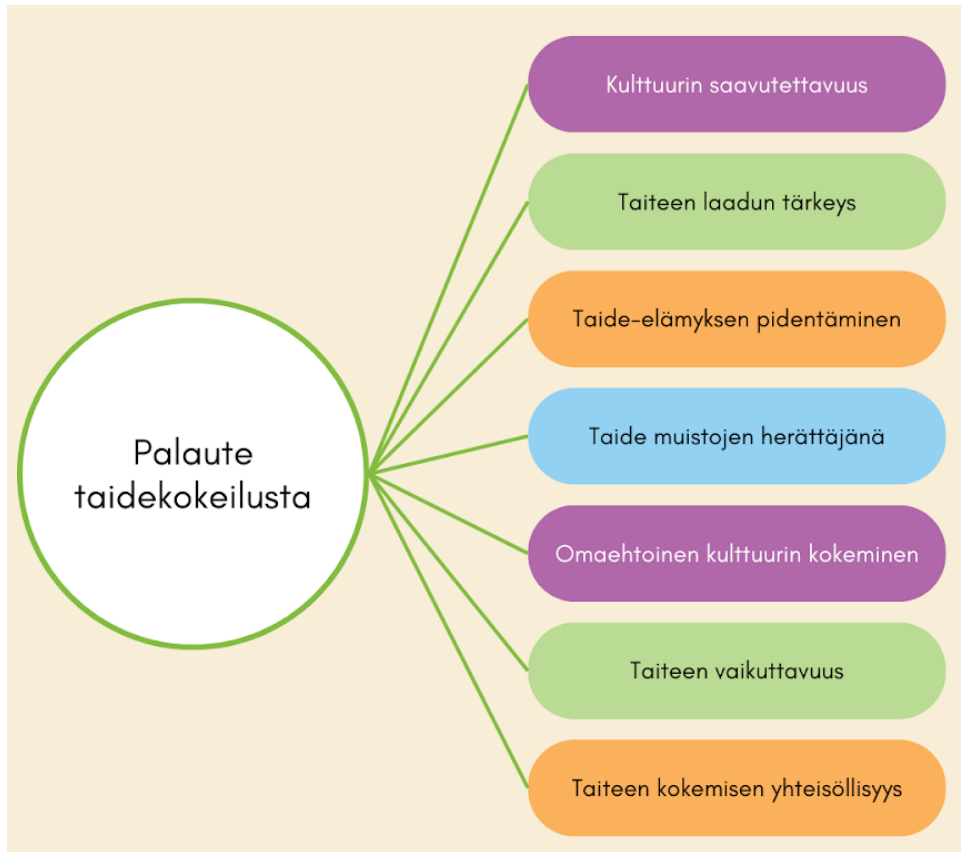 Palaute
taidekokeilusta
Kulttuurin saavutettavuus
Taiteen laadun tärkeys
Taide-elämyksen pidentäminen
Taide muistojen herättäjänä
Omaehtoinen kulttuurin kokeminen
Taiteen vaikuttavuus
Taiteen kokemisen yhteisöllisyys